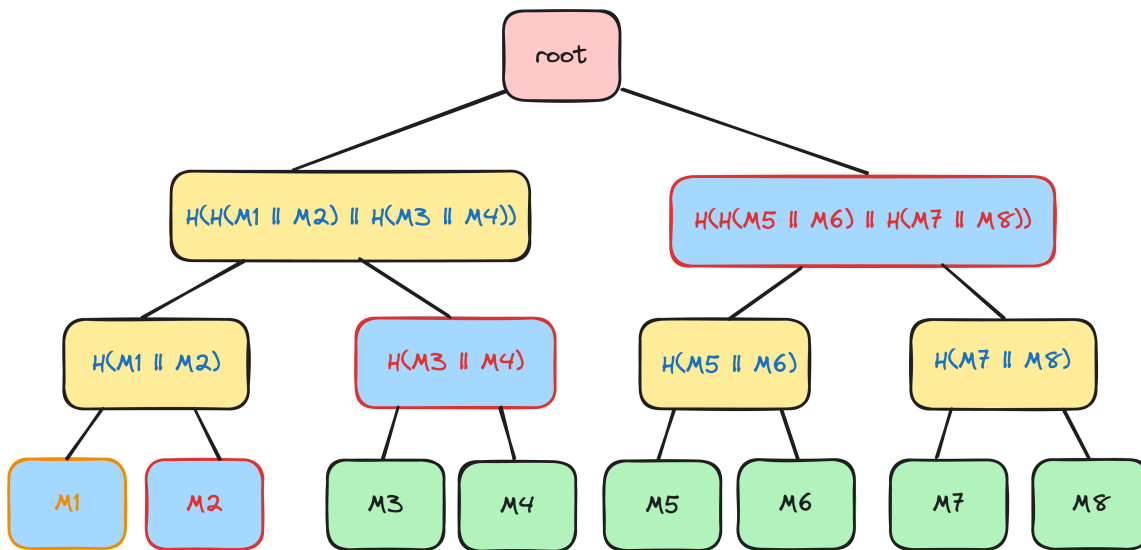 root
H(H(M1 || M2) || H(M3 || M4))
H(H(M5 || M6) || H(M7 || M8))
H(M1 || M2)
H(M3 || M4)
H(M5 || M6)
H(M7 || M8)
M1
M2
M3
M4
M5
M6
M7
M8